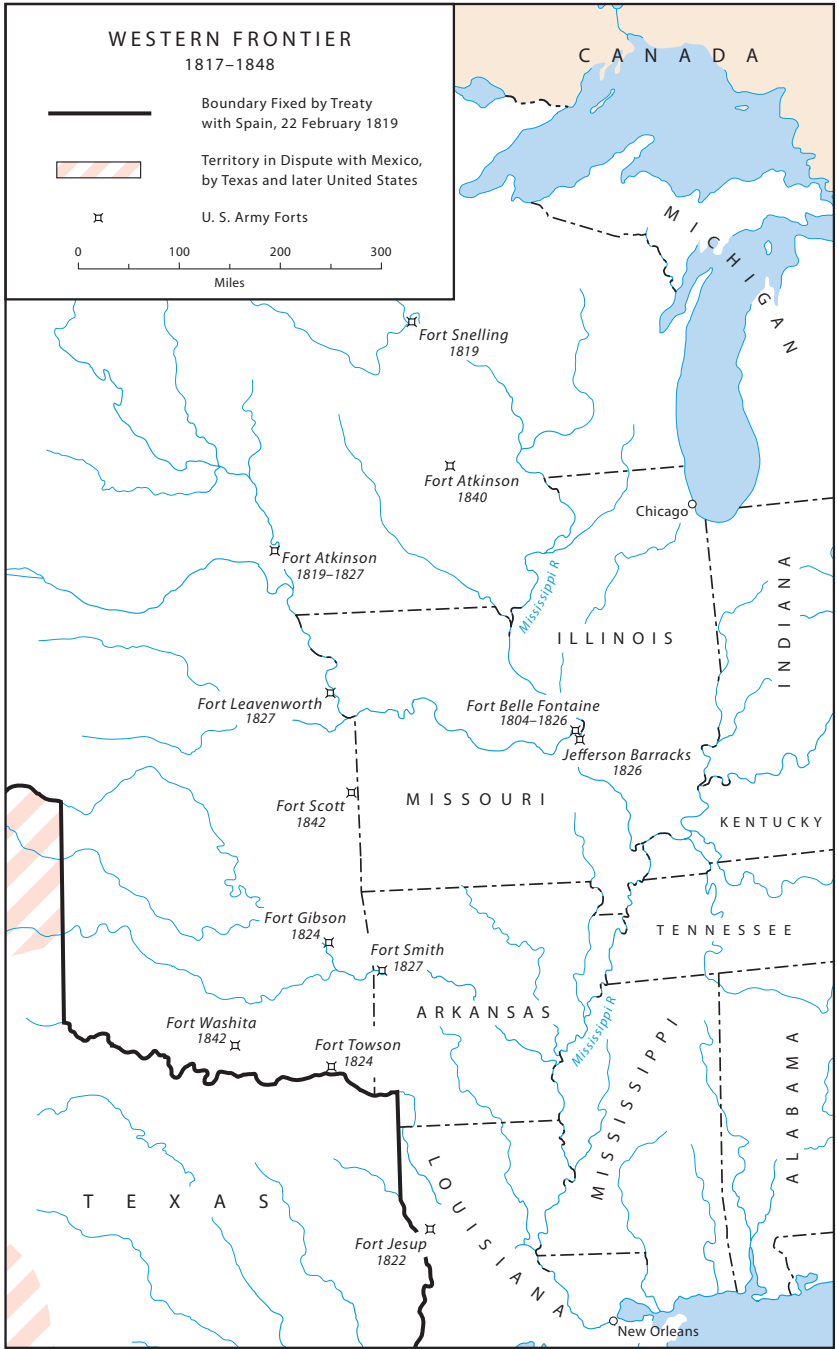 WESTERN FRONTIER
1817–1848
Boundary Fixed by Treaty
with Spain, 22 February 1819
Territory in Dispute with Mexico,
by Texas and later United States
U. S. Army Forts
0 100 200 300
Miles
CANADA
MICHIGAN
Fort Snelling
1819
Fort Atkinson
1840
Chicago
Fort Atkinson
1819–1827
Mississippi R
ILLINOIS
INDIANA
Fort Leavenworth
1827
Fort Belle Fontaine
1804–1826
Jefferson Barracks
1826
Fort Scott
1842
MISSOURI
KENTUCKY
Fort Gibson
1824
Fort Smith
1827
TENNESSEE
ARKANSAS
Mississippi R
Fort Washita
1842
Fort Towson
1824
MISSISSIPPI
ALABAMA
TEXAS
LOUISIANA
Fort Jesup
1822
New Orleans